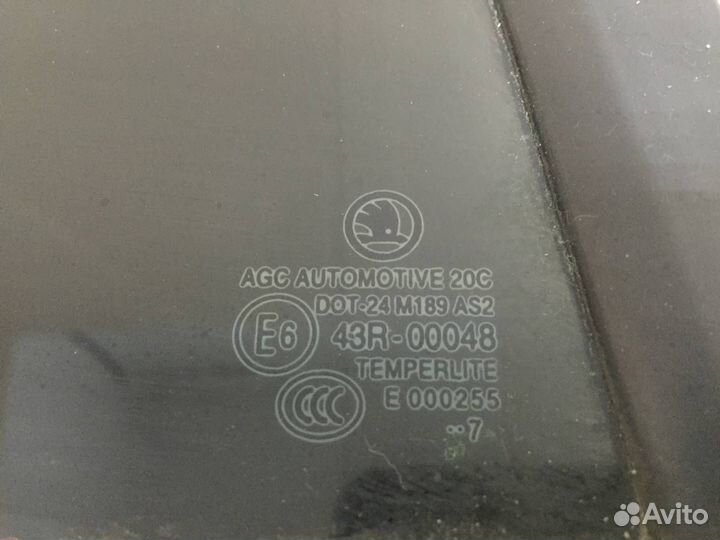 AGC AUTOMOTIVE 20C
DOT-24 M189 AS2
E6 43R-00048
TEMPERLITE
CCC E 000255
••7
Avito